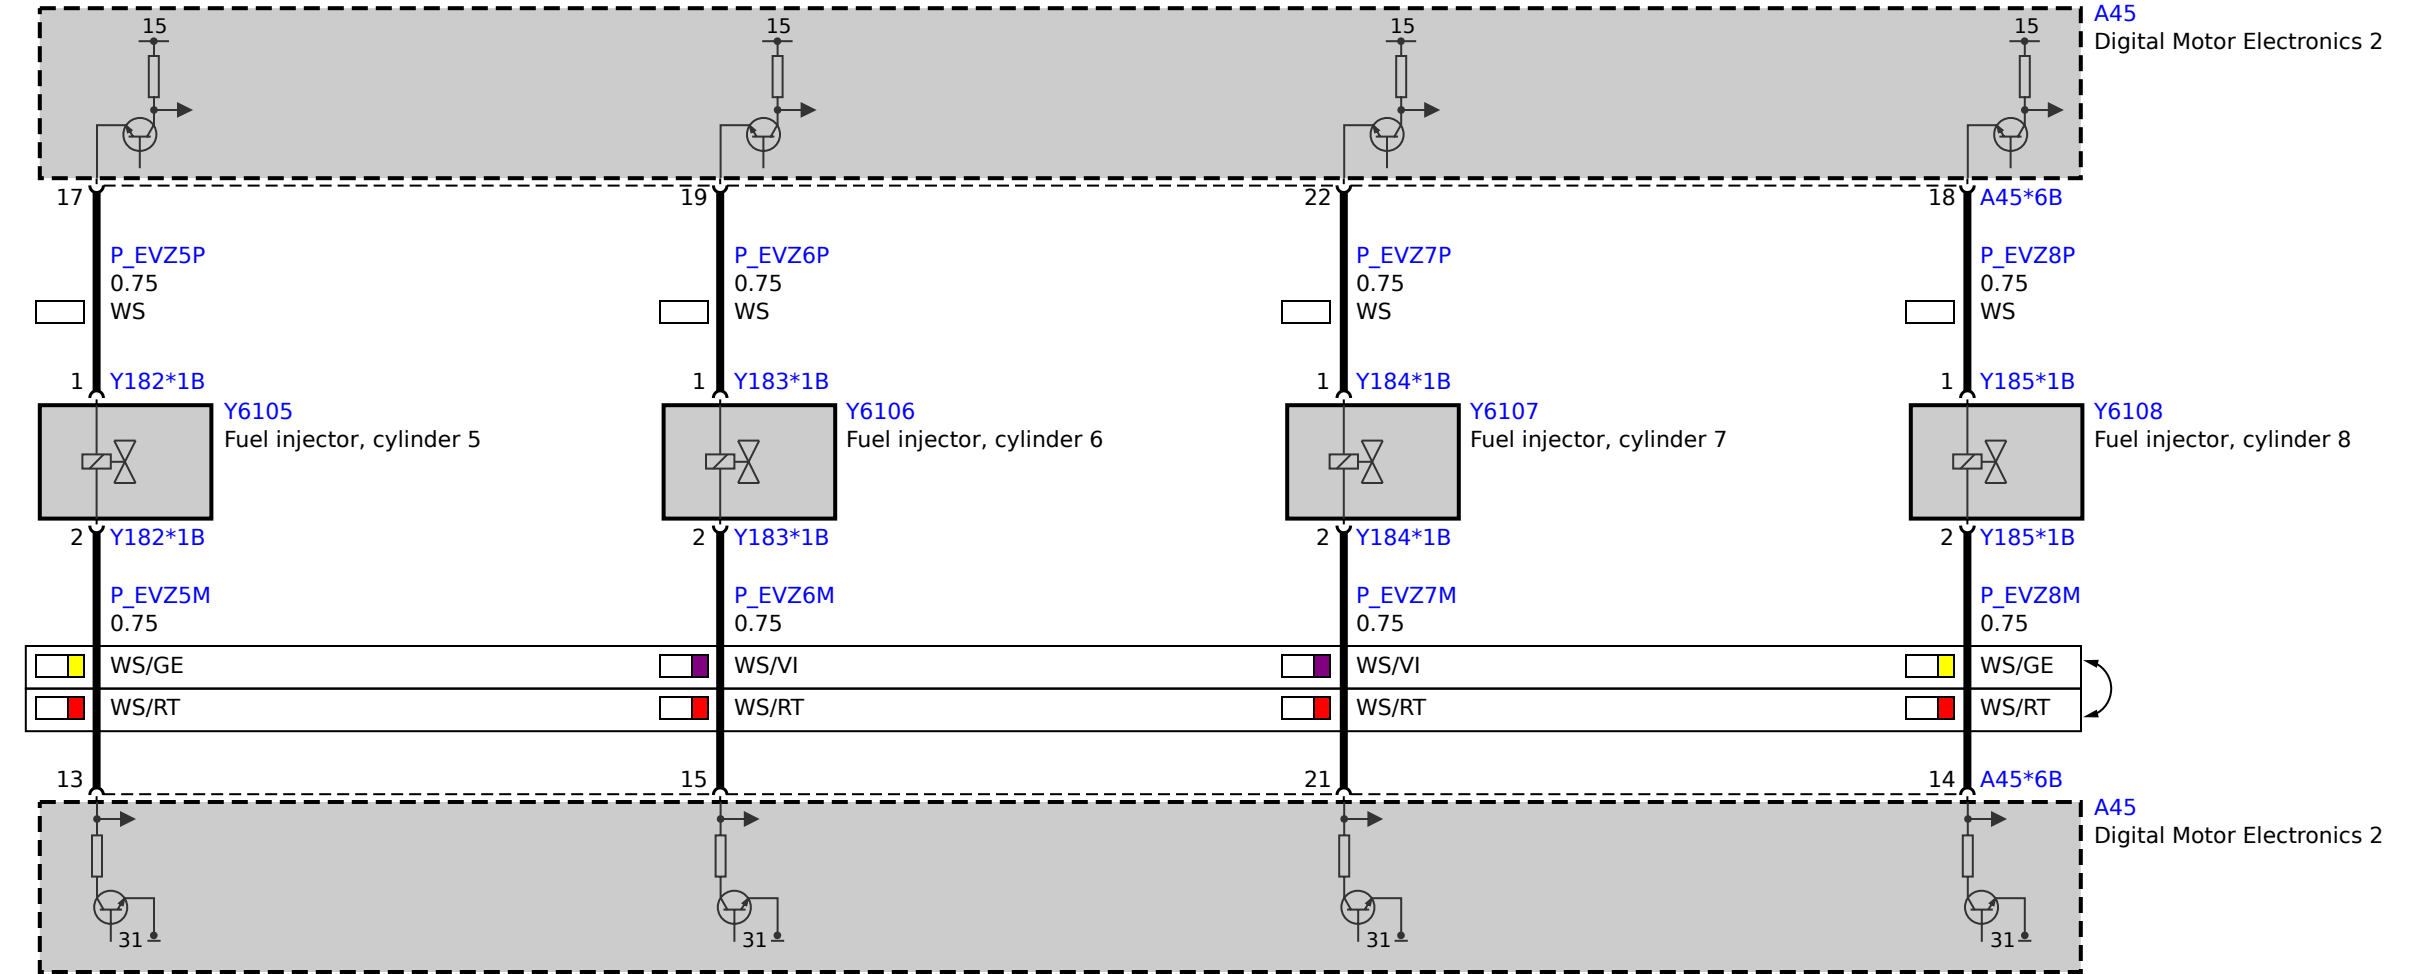 15 15 15 15 A45
Digital Motor Electronics 2
17 19 22 18 A45*6B
P_EVZ5P P_EVZ6P P_EVZ7P P_EVZ8P
0.75 0.75 0.75 0.75
WS WS WS WS
1 Y182*1B 1 Y183*1B 1 Y184*1B 1 Y185*1B
Y6105 Y6106 Y6107 Y6108
Fuel injector, cylinder 5 Fuel injector, cylinder 6 Fuel injector, cylinder 7 Fuel injector, cylinder 8
2 Y182*1B 2 Y183*1B 2 Y184*1B 2 Y185*1B
P_EVZ5M P_EVZ6M P_EVZ7M P_EVZ8M
0.75 0.75 0.75 0.75
WS/GE WS/VI WS/VI WS/GE
WS/RT WS/RT WS/RT WS/RT
13 15 21 14 A45*6B
A45
Digital Motor Electronics 2
31 31 31 31